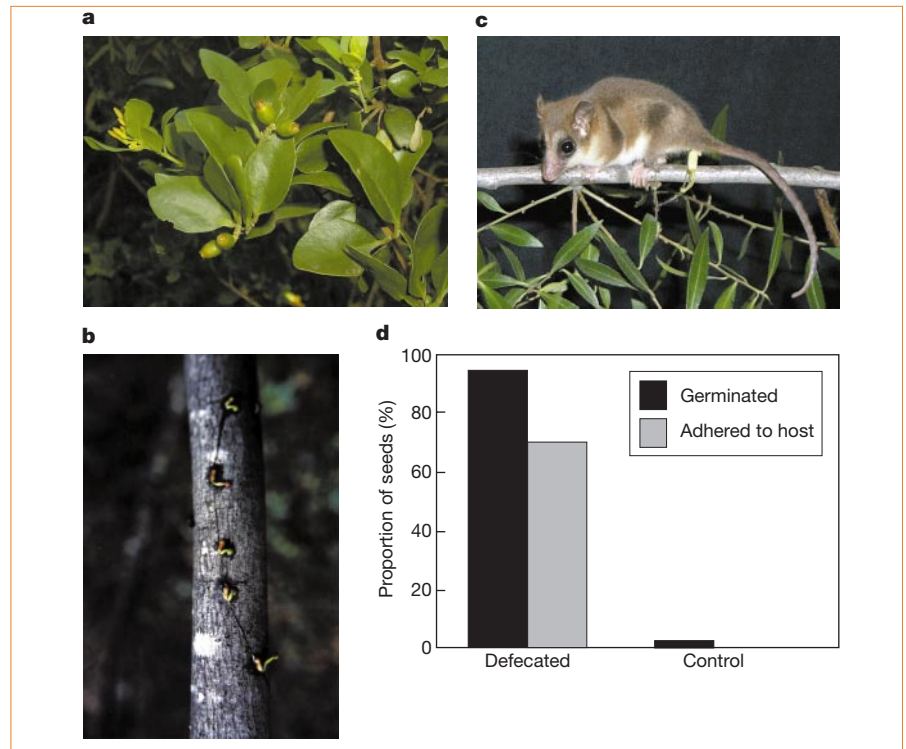 a
c
b
d
100
80
60
40
20
0
Proportion of seeds (%)
Germinated
Adhered to host
Defecated
Control